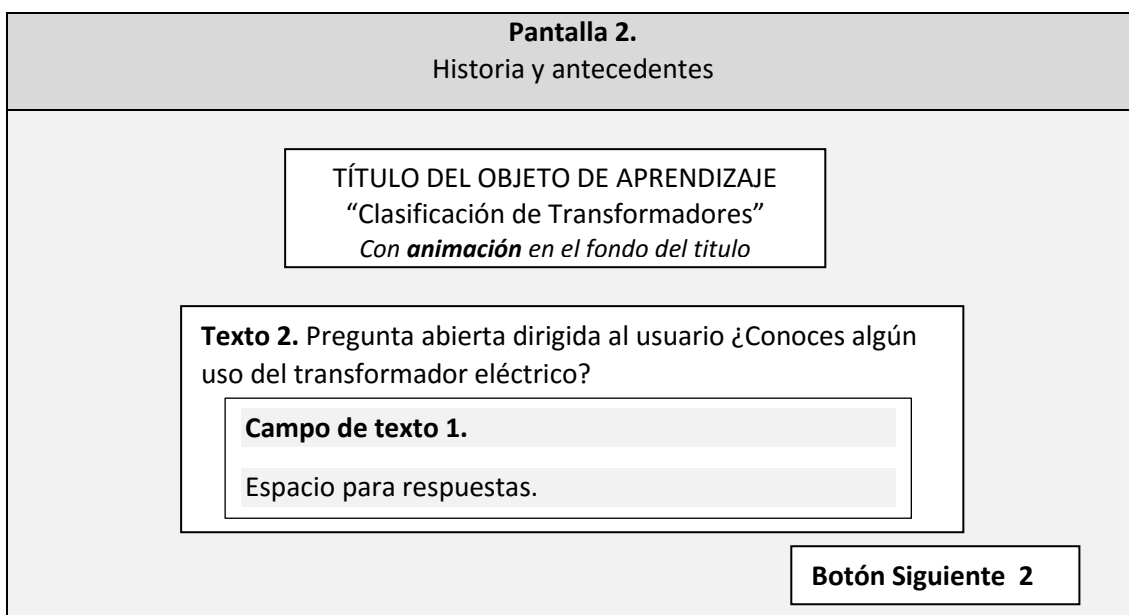 Pantalla 2.
Historia y antecedentes
TÍTULO DEL OBJETO DE APRENDIZAJE
“Clasificación de Transformadores”
Con animación en el fondo del titulo
Texto 2. Pregunta abierta dirigida al usuario ¿Conoces algún
uso del transformador eléctrico?
Campo de texto 1.
Espacio para respuestas.
Botón Siguiente 2